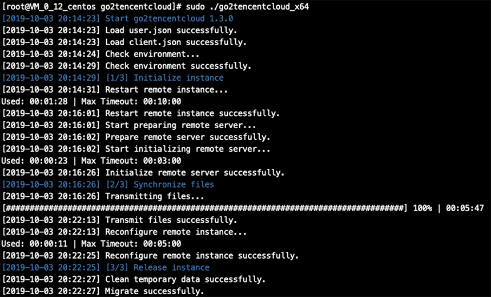 [root@VM_0_12_centos go2tencentcloud]# sudo ./go2tencentcloud_x64
[2019-10-03 20:14:23] Start go2tencentcloud 1.3.0
[2019-10-03 20:14:23] Load user.json successfully.
[2019-10-03 20:14:23] Load client.json successfully.
[2019-10-03 20:14:24] Check environment...
[2019-10-03 20:14:29] Check environment successfully.
[2019-10-03 20:14:29] [1/3] Initialize instance
[2019-10-03 20:14:31] Restart remote instance...
Used: 00:01:28 | Max Timeout: 00:10:00
[2019-10-03 20:16:01] Restart remote instance successfully.
[2019-10-03 20:16:01] Start preparing remote server...
[2019-10-03 20:16:02] Prepare remote server successfully.
[2019-10-03 20:16:02] Start initializing remote server...
Used: 00:00:23 | Max Timeout: 00:03:00
[2019-10-03 20:16:26] Initialize remote server successfully.
[2019-10-03 20:16:26] [2/3] Synchronize files
[2019-10-03 20:16:26] Transmitting files...
[################################################################################] 100% | 00:05:47
[2019-10-03 20:22:13] Transmit files successfully.
[2019-10-03 20:22:13] Reconfigure remote instance...
Used: 00:00:11 | Max Timeout: 00:05:00
[2019-10-03 20:22:25] Reconfigure remote instance successfully.
[2019-10-03 20:22:25] [3/3] Release instance
[2019-10-03 20:22:27] Clean temporary data successfully.
[2019-10-03 20:22:27] Migrate successfully.